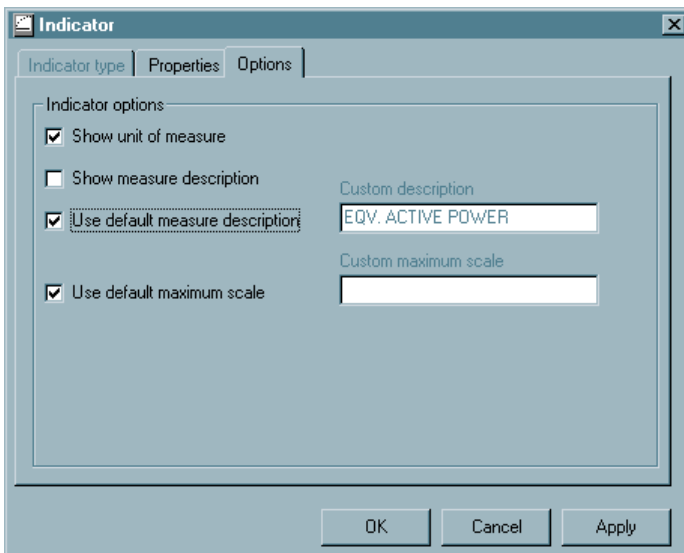 Indicator
Indicator type Properties Options
Indicator options
Show unit of measure
Show measure description
Custom description
Use default measure description
EQV. ACTIVE POWER
Custom maximum scale
Use default maximum scale
OK Cancel Apply